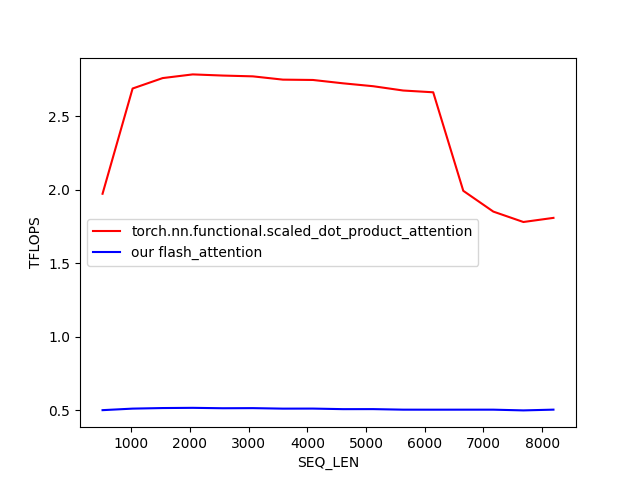 2.5
2.0
1.5
1.0
0.5
TFLOPS
torch.nn.functional.scaled_dot_product_attention
our flash_attention
1000 2000 3000 4000 5000 6000 7000 8000
SEQ_LEN